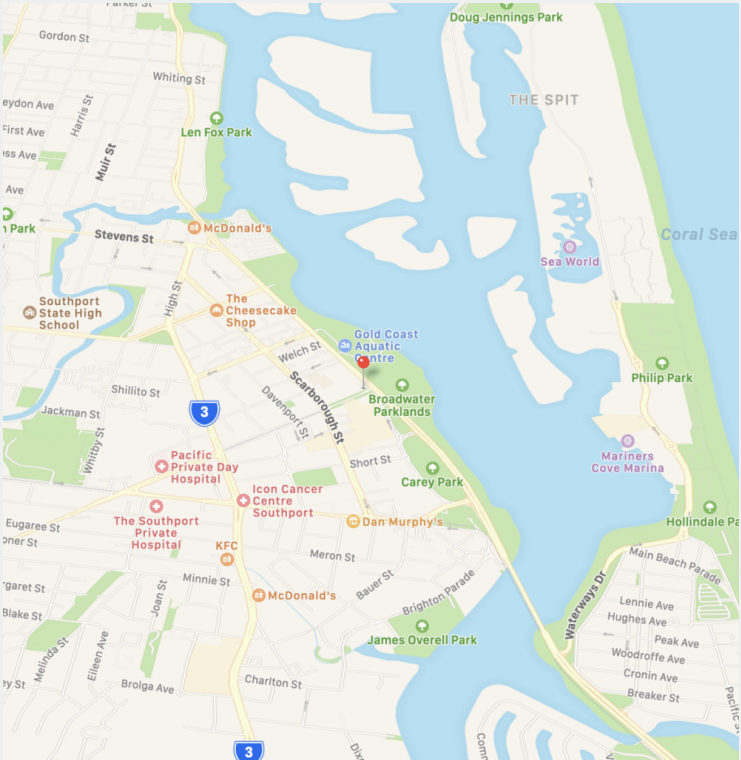 Parker St
Doug Jennings Park
Gordon St
Whiting St
THE SPIT
eydon Ave
Harris St
First Ave
Len Fox Park
oss Ave
Muir St
Ave
n Park
McDonald's
Stevens St
Coral Sea
Sea World
High St
Southport
State High
School
The
Cheesecake
Shop
Gold Coast
Aquatic
Centre
Welch St
Philip Park
Shillito St
Scarborough St
Broadwater
Parklands
3
Jackman St
Davenport St
Whitby St
Mariners
Cove Marina
Pacific
Private Day
Hospital
Short St
Carey Park
Icon Cancer
Centre
Southport
The Southport
Private
Hospital
Dan Murphy's
Hollindale Pa
Eugaree St
oner St
KFC
Meron St
Main Beach Parade
Minnie St
Bauer St
Waterways Dr
rgaret St
McDonald's
Joan St
Brighton Parade
Lennie Ave
Blake St
Hughes Ave
James Overell Park
Peak Ave
Melinda St
Eileen Ave
Woodroffe Ave
Cronin Ave
ey St
Brolga Ave
Charlton St
Breaker St
Pacific S
3
Dix
Comm
V